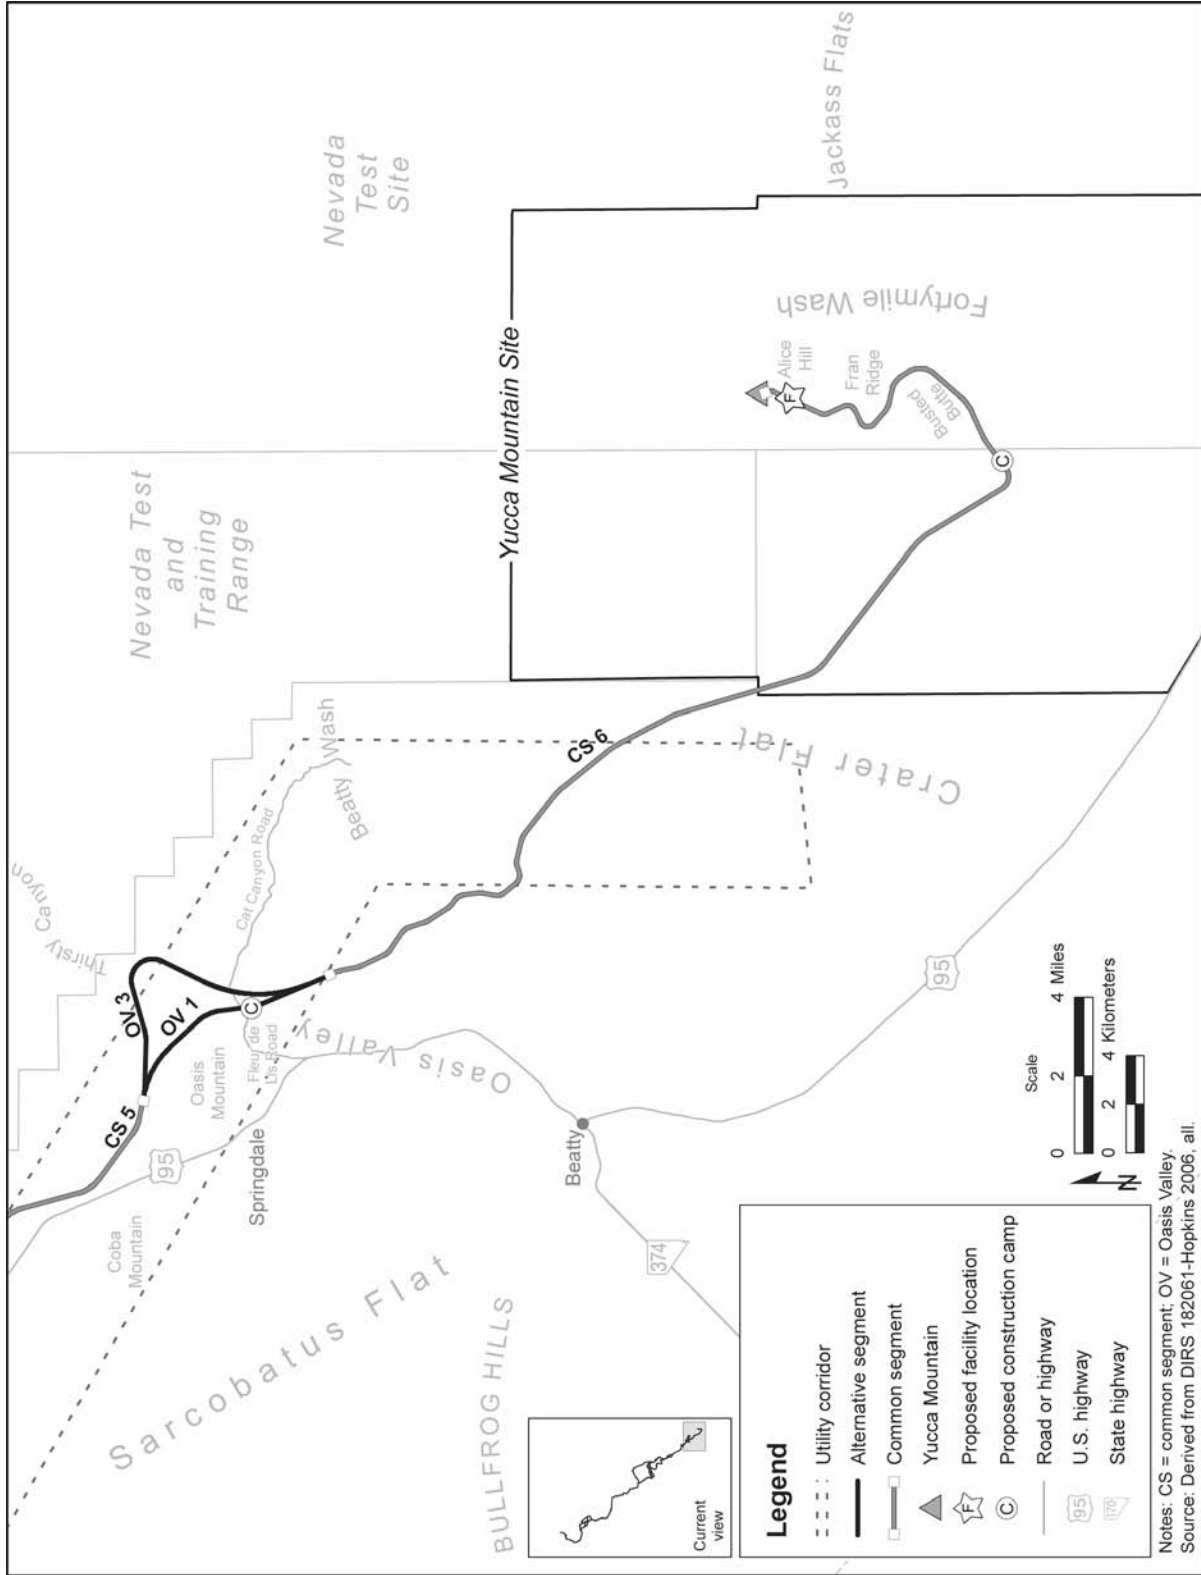 Thirsty Canyon
Nevada Test
and
Training
Range
Nevada
Test
Site
CS 5
OV 3
OV 1
95
Coba
Mountain
Oasis
Mountain
Springdale
Fleur de
Lis Road
C
Cat Canyon Road
Beatty Wash
Oasis Valley
Sarcobatus Flat
Yucca Mountain Site
BULLFROG HILLS
Beatty
374
CS 6
Crater Flat
95
F
Alice
Hill
Fran
Ridge
Busted
Butte
Fortymile Wash
Jackass Flats
C
Current
view
Legend
Utility corridor
Alternative segment
Common segment
Yucca Mountain
F
Proposed facility location
C
Proposed construction camp
Road or highway
95
U.S. highway
170
State highway
Scale
0 2 4 Miles
0 2 4 Kilometers
N
Notes: CS = common segment; OV = Oasis Valley.
Source: Derived from DIRS 182061-Hopkins 2006, all.